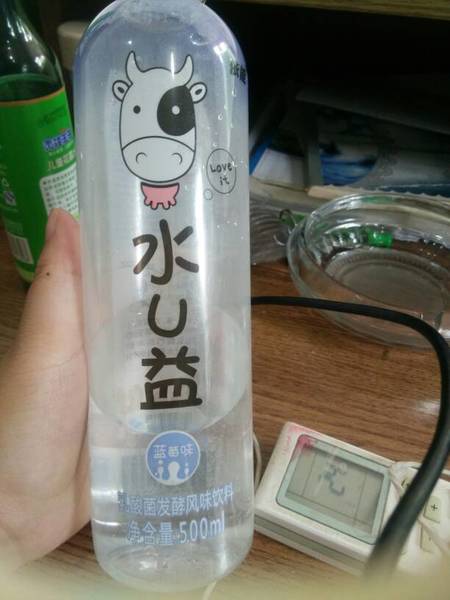 Love
it
水
U
益
蓝莓味
乳酸菌发酵风味饮料
净含量:500ml